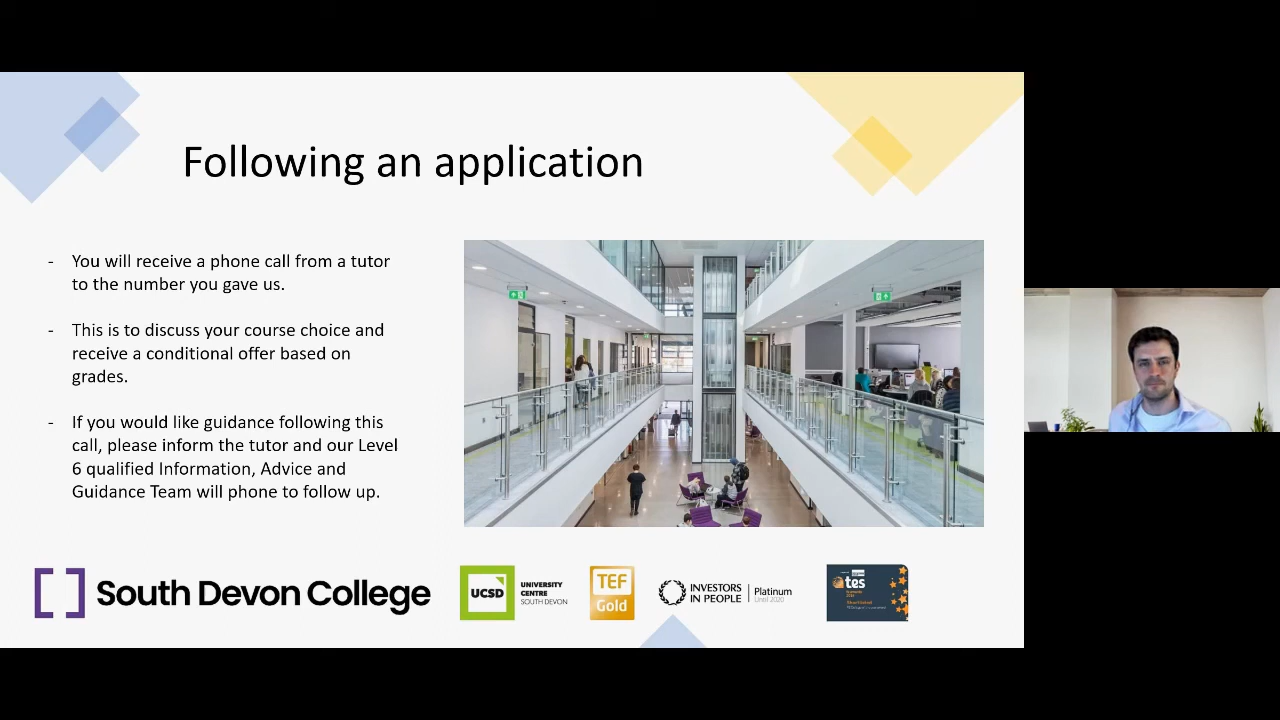 Following an application
- You will receive a phone call from a tutor
to the number you gave us.
- This is to discuss your course choice and
receive a conditional offer based on
grades.
- If you would like guidance following this
call, please inform the tutor and our Level
6 qualified Information, Advice and
Guidance Team will phone to follow up.
South Devon College
UCSD
UNIVERSITY
CENTRE
SOUTH DEVON
TEF
Gold
INVESTORS
IN PEOPLE
Platinum
Until 2020
tes